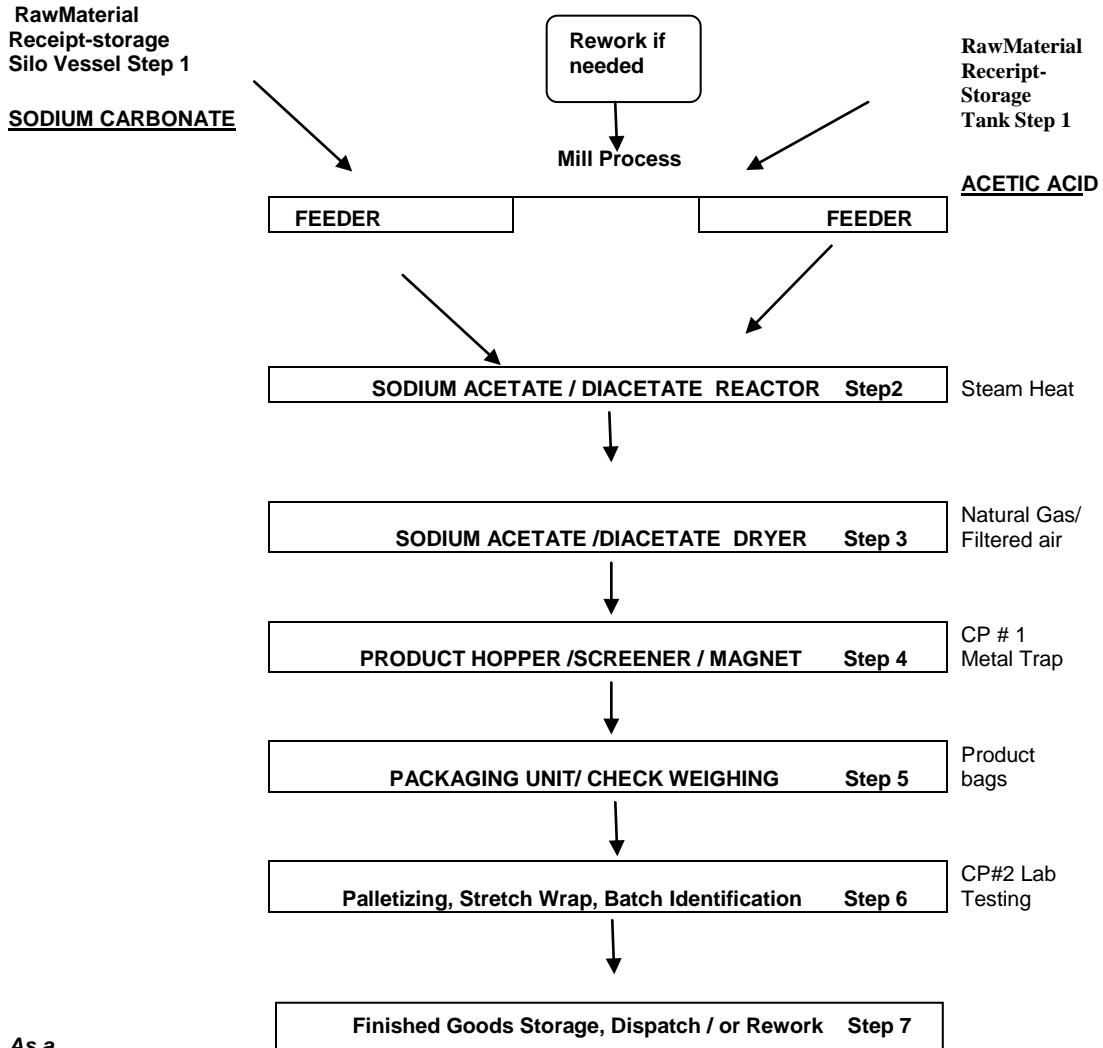 RawMaterial
Receipt-storage
Silo Vessel Step 1
SODIUM CARBONATE
Rework if
needed
Mill Process
RawMaterial
Receript-
Storage
Tank Step 1
ACETIC ACID
FEEDER
FEEDER
SODIUM ACETATE / DIACETATE REACTOR Step2
Steam Heat
SODIUM ACETATE /DIACETATE DRYER Step 3
Natural Gas/
Filtered air
PRODUCT HOPPER /SCREENER / MAGNET Step 4
CP # 1
Metal Trap
PACKAGING UNIT/ CHECK WEIGHING Step 5
Product
bags
Palletizing, Stretch Wrap, Batch Identification Step 6
CP#2 Lab
Testing
Finished Goods Storage, Dispatch / or Rework Step 7
As a